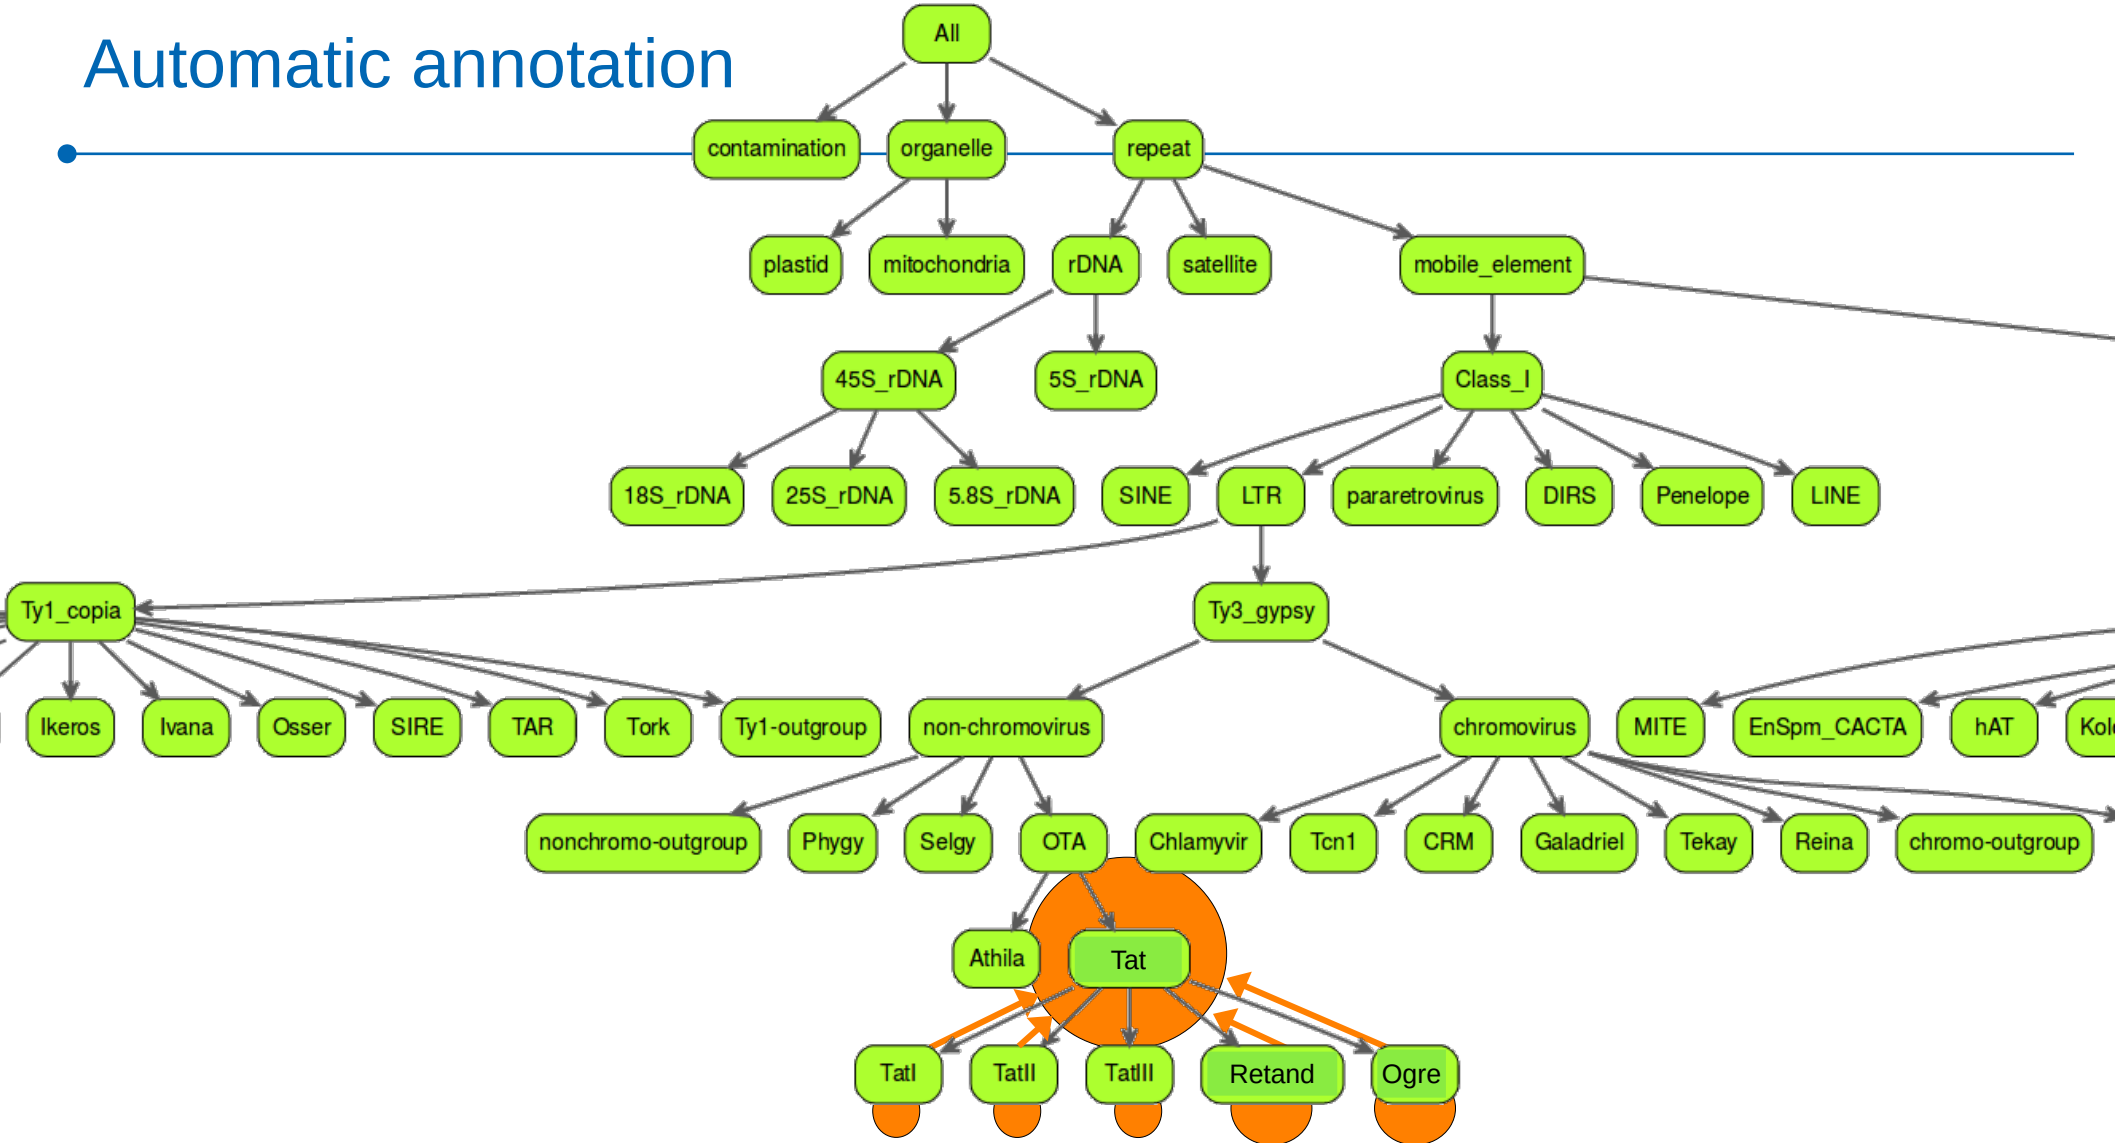 Automatic annotation
All
contamination
organelle
repeat
plastid
mitochondria
rDNA
satellite
mobile_element
45S_rDNA
5S_rDNA
Class_I
18S_rDNA
25S_rDNA
5.8S_rDNA
SINE
LTR
pararetrovirus
DIRS
Penelope
LINE
Ty1_copia
Ty3_gypsy
Ikeros
Ivana
Osser
SIRE
TAR
Tork
Ty1-outgroup
non-chromovirus
chromovirus
MITE
EnSpm_CACTA
hAT
nonchromo-outgroup
Phygy
Selgy
OTA
Chlamyvir
Tcn1
CRM
Galadriel
Tekay
Reina
chromo-outgroup
Athila
Tat
TatI
TatII
TatIII
Retand
Ogre